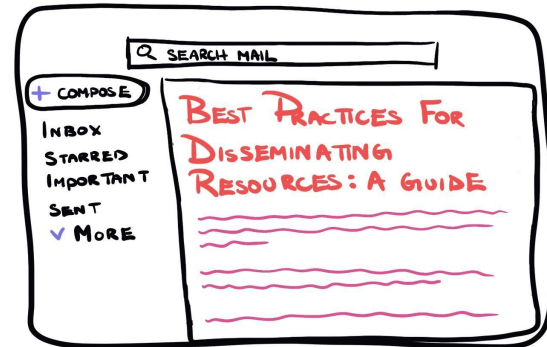 SEARCH MAIL
+ COMPOSE
INBOX
STARRED
IMPORTANT
SENT
MORE
BEST PRACTICES FOR
DISSEMINATING
RESOURCES: A GUIDE